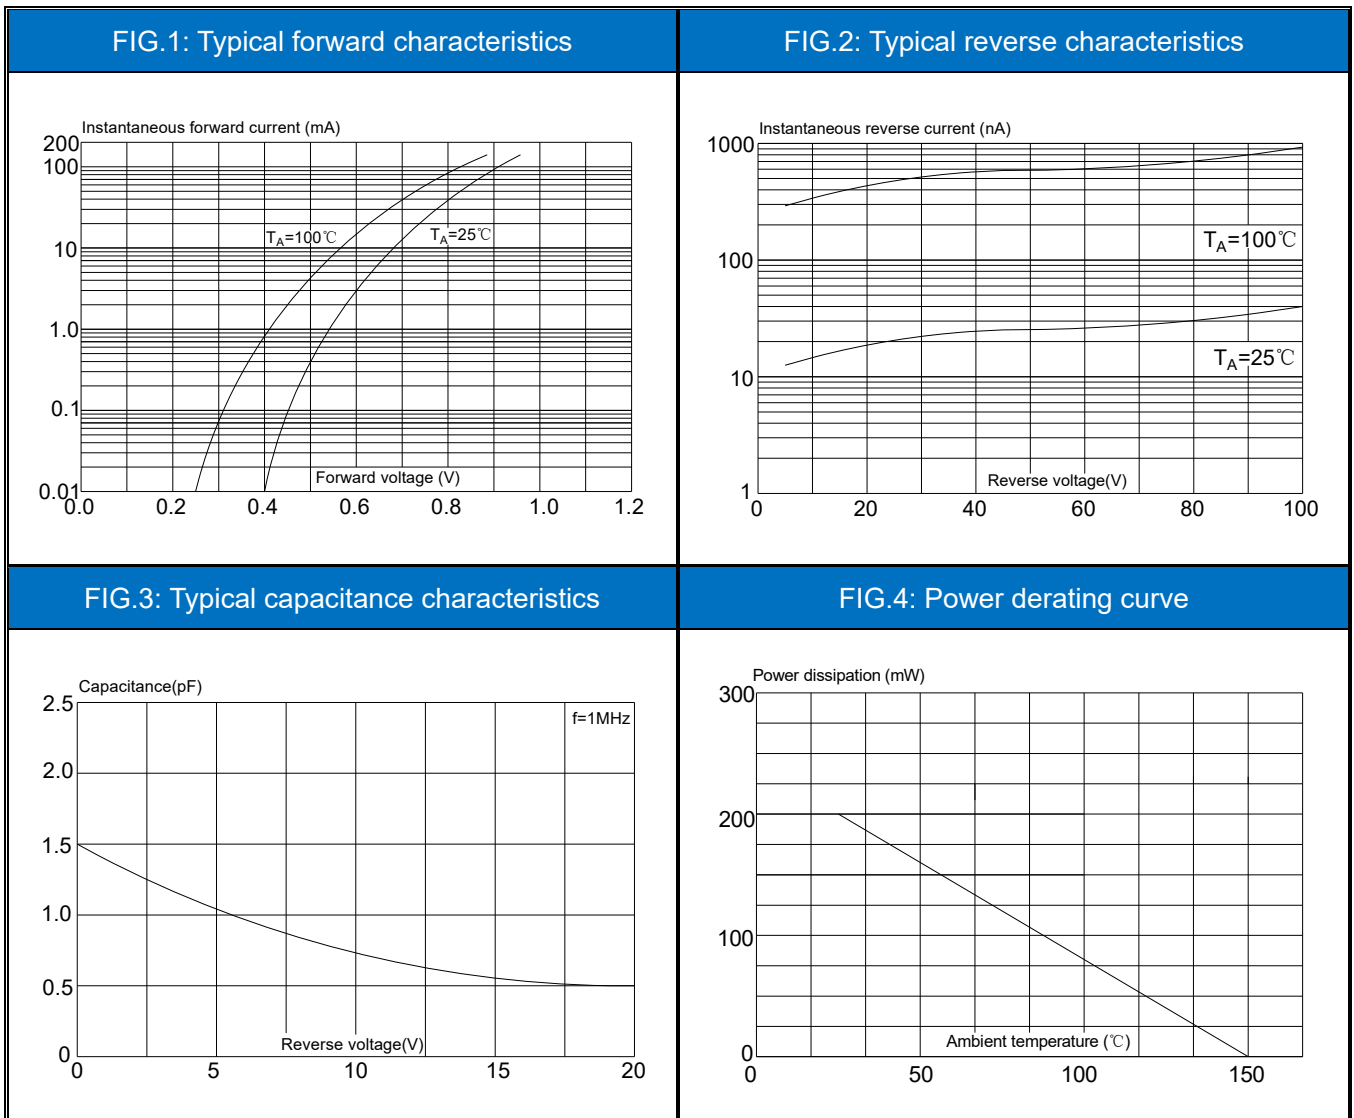 FIG.1: Typical forward characteristics
FIG.2: Typical reverse characteristics
Instantaneous forward current (mA)
200
100
10
1.0
0.1
0.01
T_A=100℃
T_A=25℃
Forward voltage (V)
0.0 0.2 0.4 0.6 0.8 1.0 1.2
Instantaneous reverse current (nA)
1000
100
10
1
T_A=100℃
T_A=25℃
Reverse voltage(V)
0 20 40 60 80 100
FIG.3: Typical capacitance characteristics
FIG.4: Power derating curve
Capacitance(pF)
2.5
f=1MHz
2.0
1.5
1.0
0.5
0
Reverse voltage(V)
0 5 10 15 20
Power dissipation (mW)
300
200
100
0
Ambient temperature (℃)
0 50 100 150